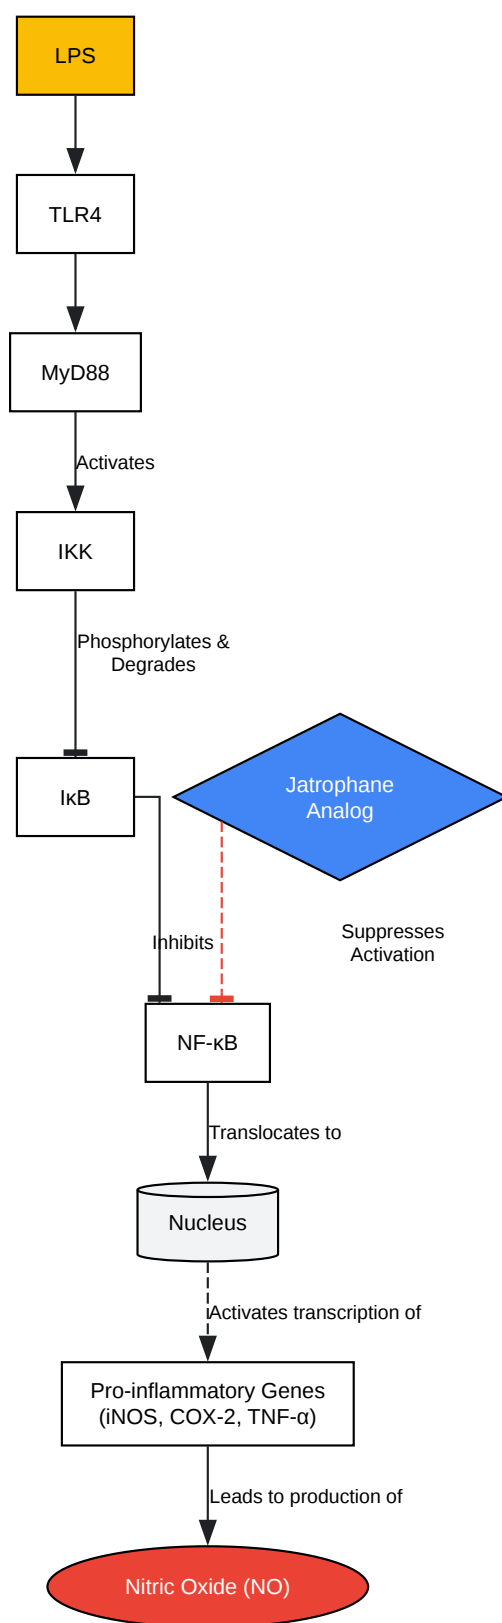 LPS
TLR4
MyD88
Activates
IKK
Phosphorylates &
Degrades
IκB
Jatrophane
Analog
Inhibits
Suppresses
Activation
NF-κB
Translocates to
Nucleus
Activates transcription of
Pro-inflammatory Genes
(iNOS, COX-2, TNF-α)
Leads to production of
Nitric Oxide (NO)